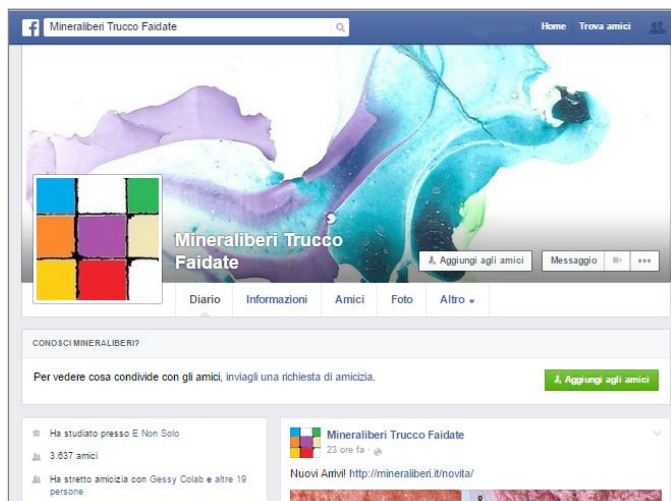 Mineraliberi Trucco Faidate
Home Trova amici
Mineraliberi Trucco
Faidate
Aggiungi agli amici Messaggio
Diario Informazioni Amici Foto Altro
CONOSCI MINERALIBERI?
Per vedere cosa condivide con gli amici, inviagli una richiesta di amicizia.
Aggiungi agli amici
Ha studiato presso E Non Solo
3.637 amici
Ha stretto amicizia con Gessy Colab e altre 19
persone
Mineraliberi Trucco Faidate
23 ore fa ·
Nuovi Arrivi! http://mineraliberi.it/novita/